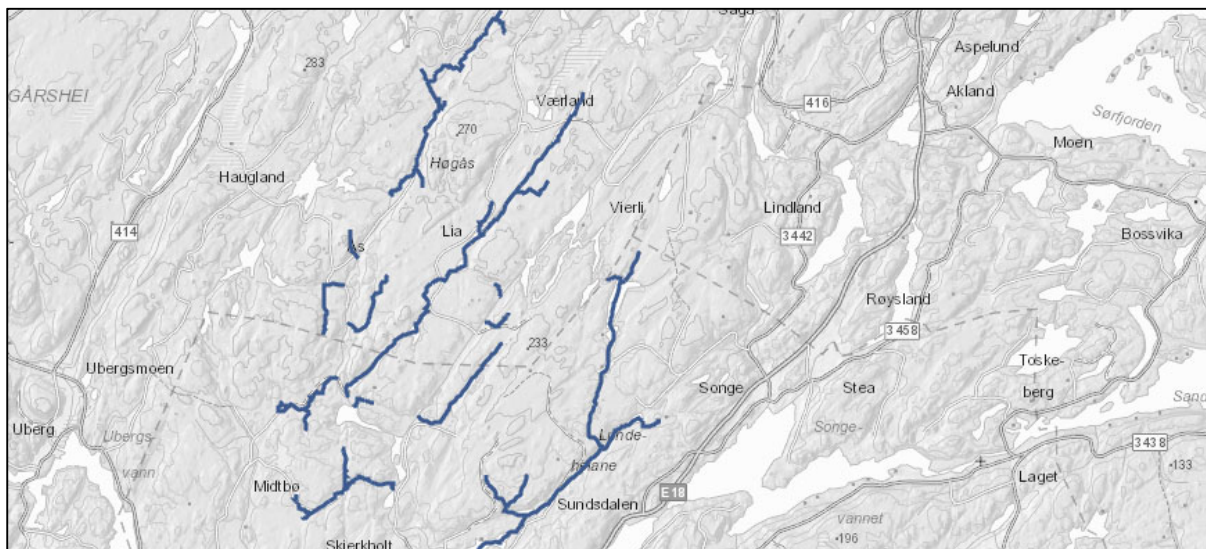 Saga
Aspelund
283
GÅRSHEI
416
Akland
Værland
Sørfjorden
270
Moen
Høgås
Haugland
Vierli
Lindland
Lia
414
3442
Bossvika
Ås
Røysland
3458
233
Ubergsmoen
Toske-
berg
Songe
Stea
Sand
Uberg
Ubergs-
vann
Lunde-
heiane
Songe-
vannet
3438
133
Midtbø
Laget
E18
Sundsdalen
196
Skjerkholt